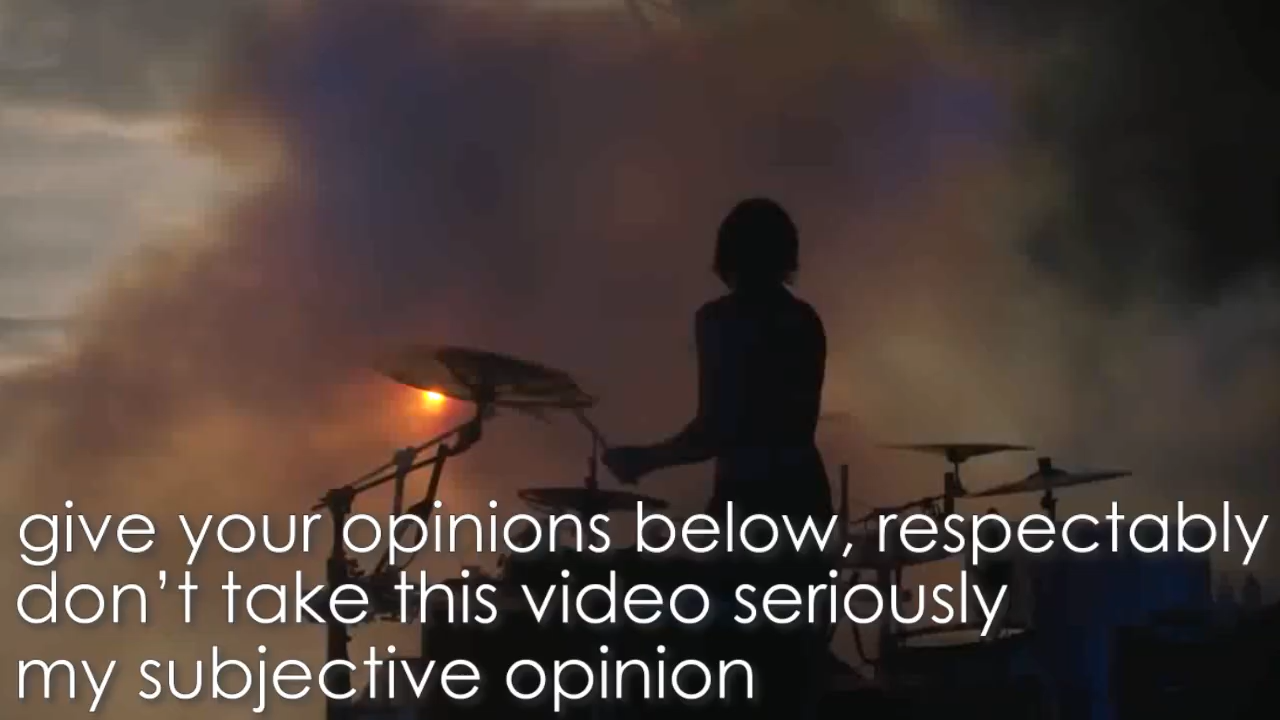 give your opinions below, respectably
don’t take this video seriously
my subjective opinion